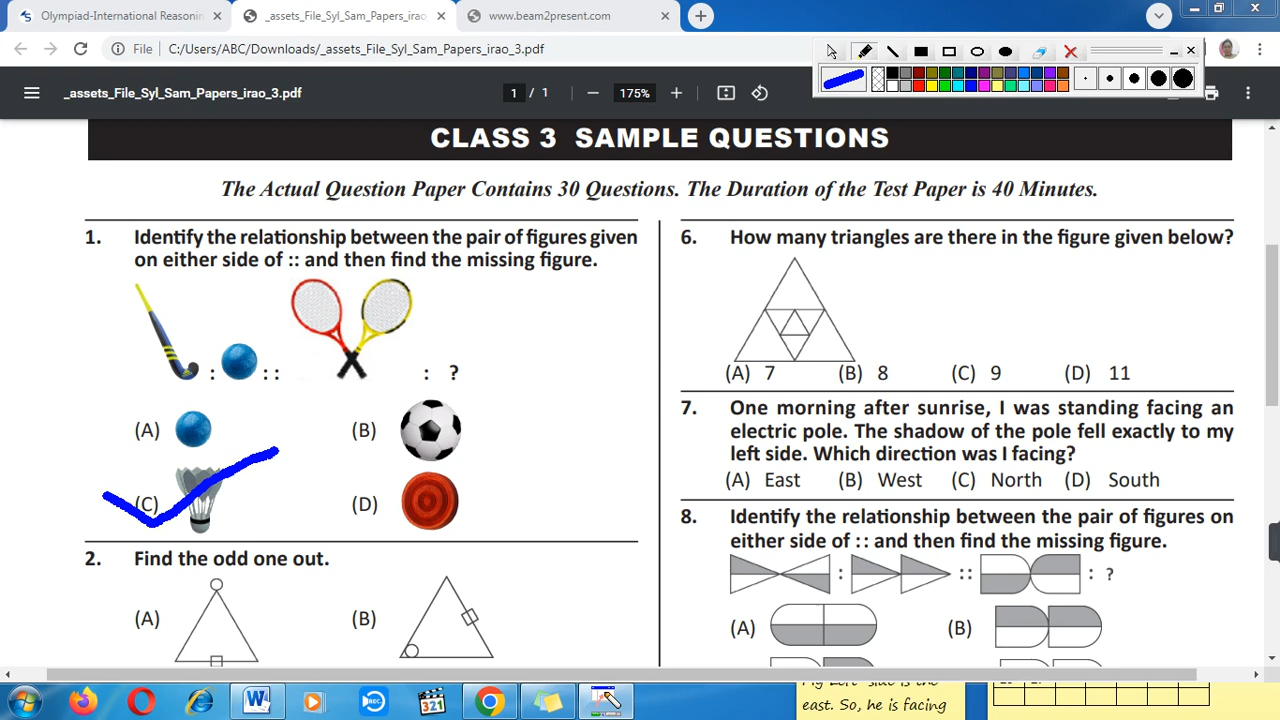 Olympiad-International Reasonin
_assets_File_Syl_Sam_Papers_irao
www.beam2present.com
File C:/Users/ABC/Downloads/_assets_File_Syl_Sam_Papers_irao_3.pdf
_assets_File_Syl_Sam_Papers_irao_3.pdf
1 / 1
175%
CLASS 3 SAMPLE QUESTIONS
The Actual Question Paper Contains 30 Questions. The Duration of the Test Paper is 40 Minutes.
1. Identify the relationship between the pair of figures given
on either side of :: and then find the missing figure.
: :: : ?
(A) (B)
(C) (D)
2. Find the odd one out.
(A) (B)
6. How many triangles are there in the figure given below?
(A) 7 (B) 8 (C) 9 (D) 11
7. One morning after sunrise, I was standing facing an
electric pole. The shadow of the pole fell exactly to my
left side. Which direction was I facing?
(A) East (B) West (C) North (D) South
8. Identify the relationship between the pair of figures on
either side of :: and then find the missing figure.
: :: : ?
(A) (B)
REC
321
east. So, he is facing